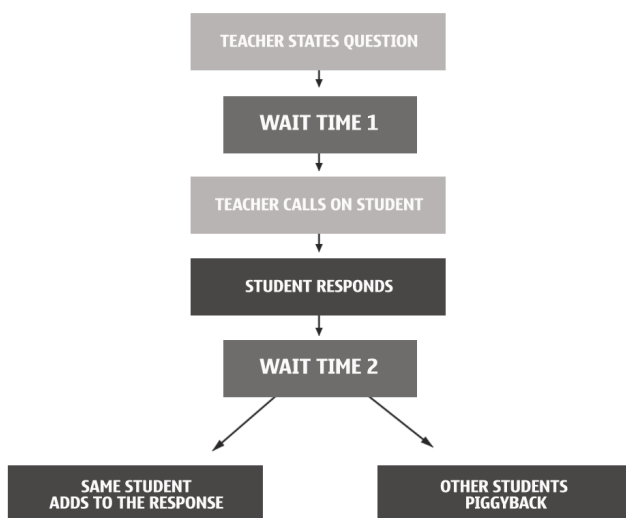 TEACHER STATES QUESTION
WAIT TIME 1
TEACHER CALLS ON STUDENT
STUDENT RESPONDS
WAIT TIME 2
SAME STUDENT
ADDS TO THE RESPONSE
OTHER STUDENTS
PIGGYBACK